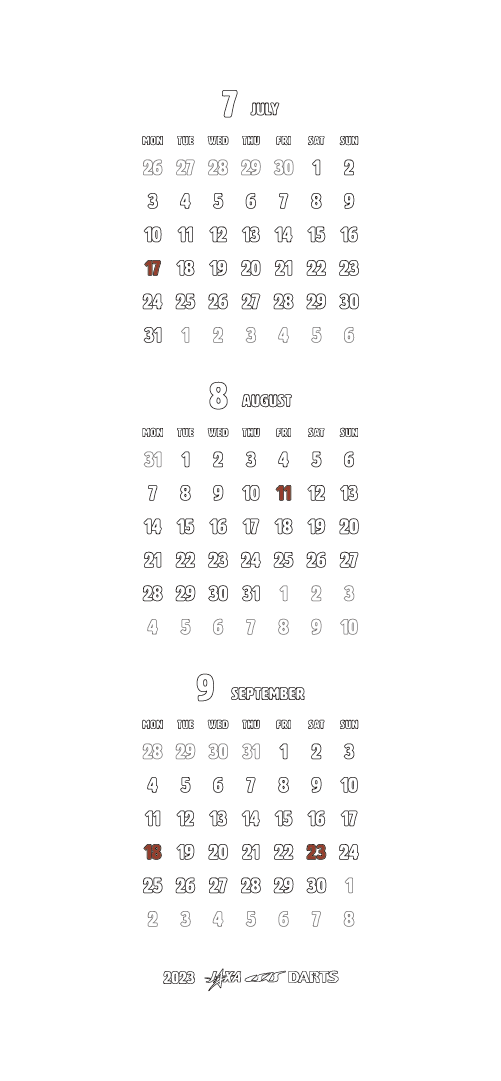 7 JULY
MON TUE WED THU FRI SAT SUN
26 27 28 29 30 1 2
3 4 5 6 7 8 9
10 11 12 13 14 15 16
17 18 19 20 21 22 23
24 25 26 27 28 29 30
31 1 2 3 4 5 6
8 AUGUST
MON TUE WED THU FRI SAT SUN
31 1 2 3 4 5 6
7 8 9 10 11 12 13
14 15 16 17 18 19 20
21 22 23 24 25 26 27
28 29 30 31 1 2 3
4 5 6 7 8 9 10
9 SEPTEMBER
MON TUE WED THU FRI SAT SUN
28 29 30 31 1 2 3
4 5 6 7 8 9 10
11 12 13 14 15 16 17
18 19 20 21 22 23 24
25 26 27 28 29 30 1
2 3 4 5 6 7 8
2023 JAXA DARTS